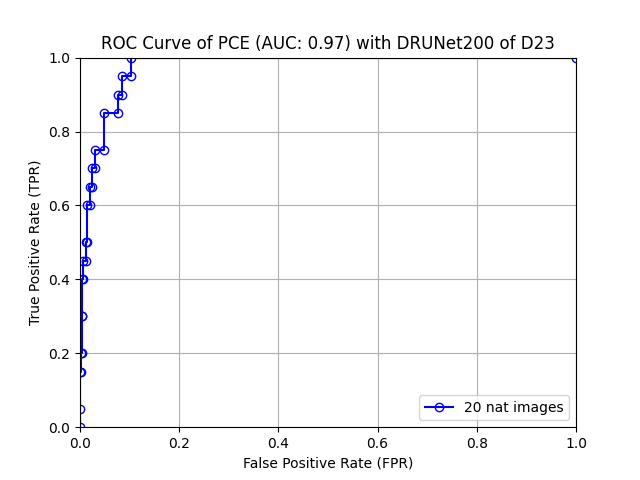 ROC Curve of PCE (AUC: 0.97) with DRUNet200 of D23
True Positive Rate (TPR)
1.0
0.8
0.6
0.4
0.2
0.0
0.0 0.2 0.4 0.6 0.8 1.0
False Positive Rate (FPR)
20 nat images